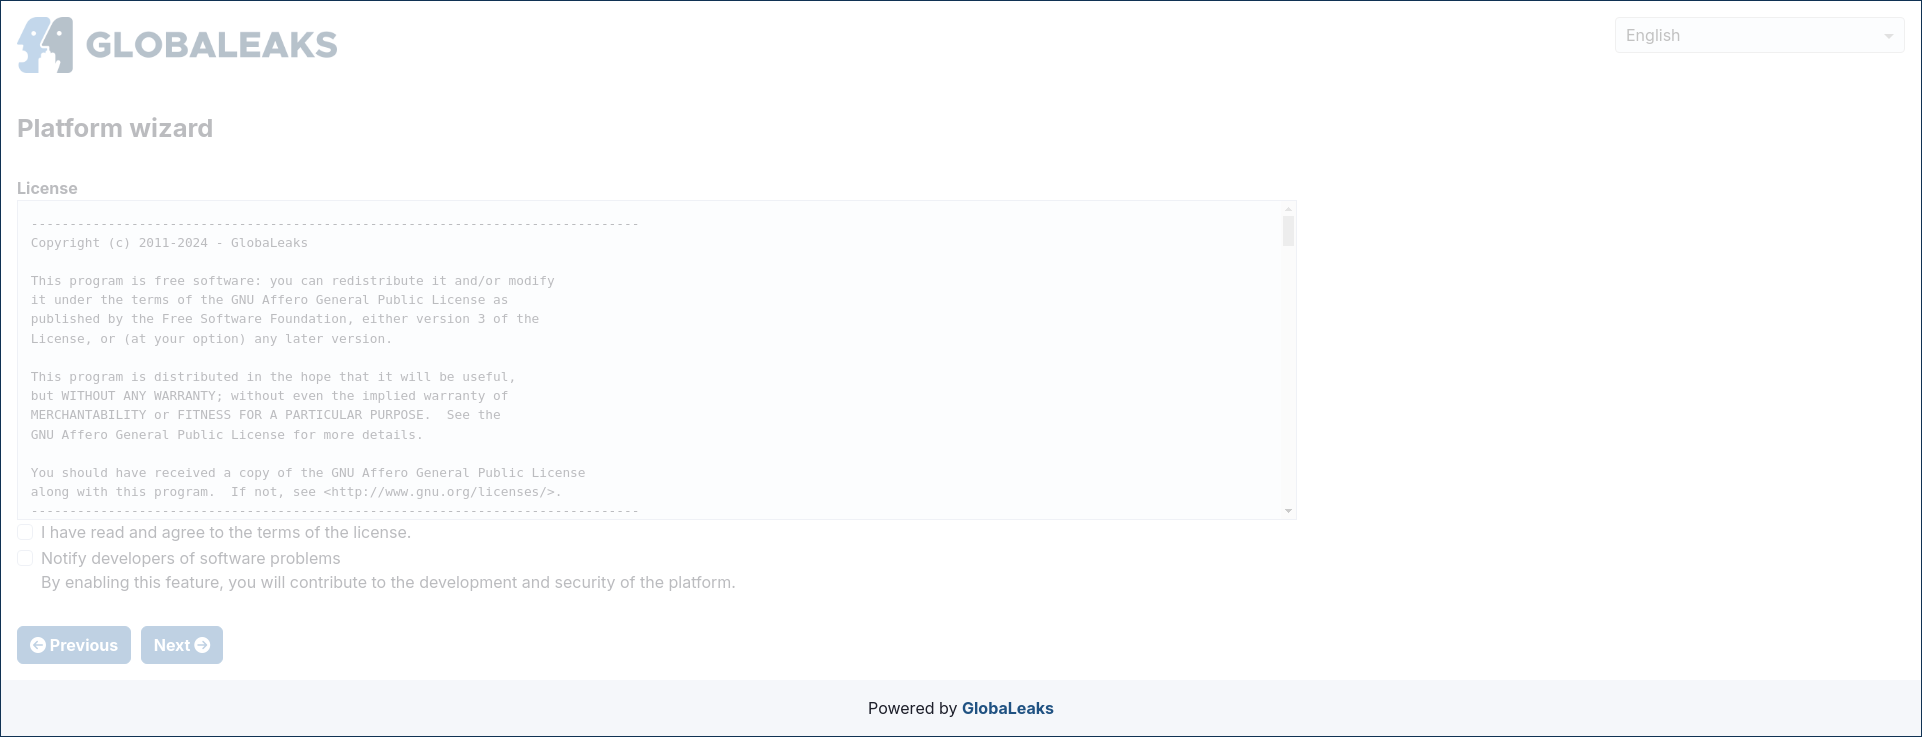 GLOBALEAKS
English
Platform wizard
License
-------------------------------------------------------------------------------
Copyright (c) 2011-2024 - GlobaLeaks
This program is free software: you can redistribute it and/or modify
it under the terms of the GNU Affero General Public License as
published by the Free Software Foundation, either version 3 of the
License, or (at your option) any later version.
This program is distributed in the hope that it will be useful,
but WITHOUT ANY WARRANTY; without even the implied warranty of
MERCHANTABILITY or FITNESS FOR A PARTICULAR PURPOSE.  See the
GNU Affero General Public License for more details.
You should have received a copy of the GNU Affero General Public License
along with this program.  If not, see <http://www.gnu.org/licenses/>.
-------------------------------------------------------------------------------
I have read and agree to the terms of the license.
Notify developers of software problems
By enabling this feature, you will contribute to the development and security of the platform.
Previous Next
Powered by GlobaLeaks